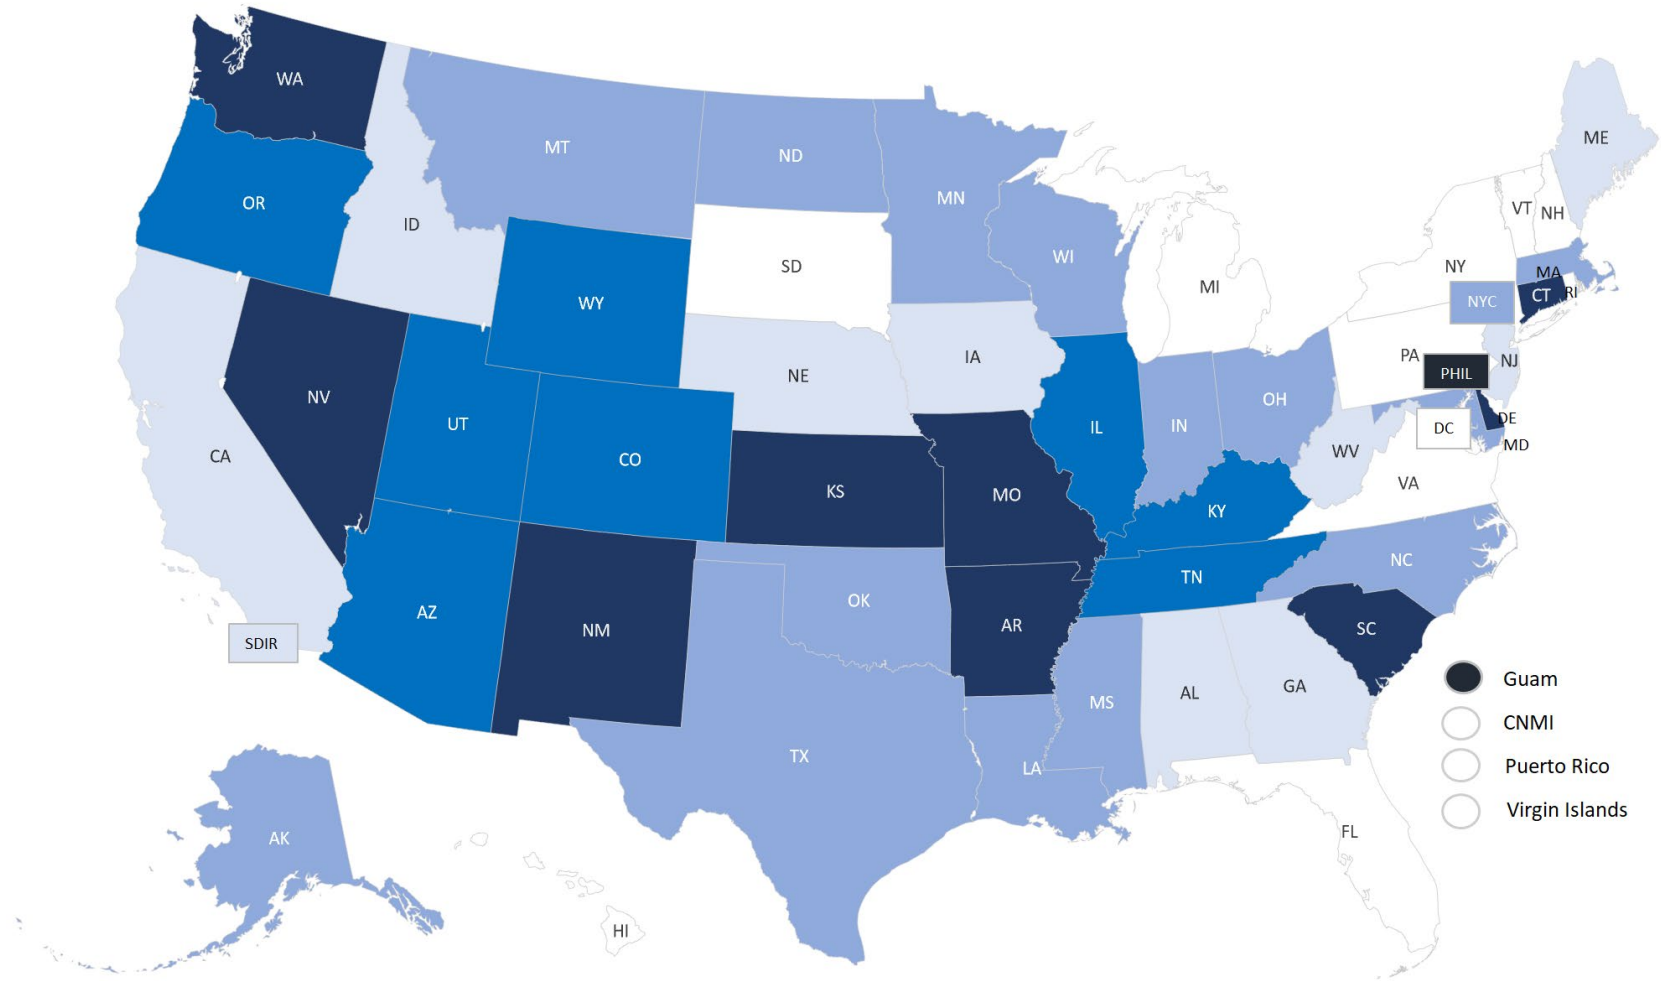 WA
ME
MT
ND
MN
OR
VT
NH
ID
WI
SD
NY
MA
MI
NYC
CT
RI
WY
IA
PA
NJ
NE
PHIL
NV
OH
UT
IL
IN
DC
DE
CA
CO
WV
MD
KS
MO
VA
KY
NC
TN
AZ
OK
NM
AR
SC
SDIR
Guam
MS
AL
GA
CNMI
TX
LA
Puerto Rico
Virgin Islands
AK
FL
HI